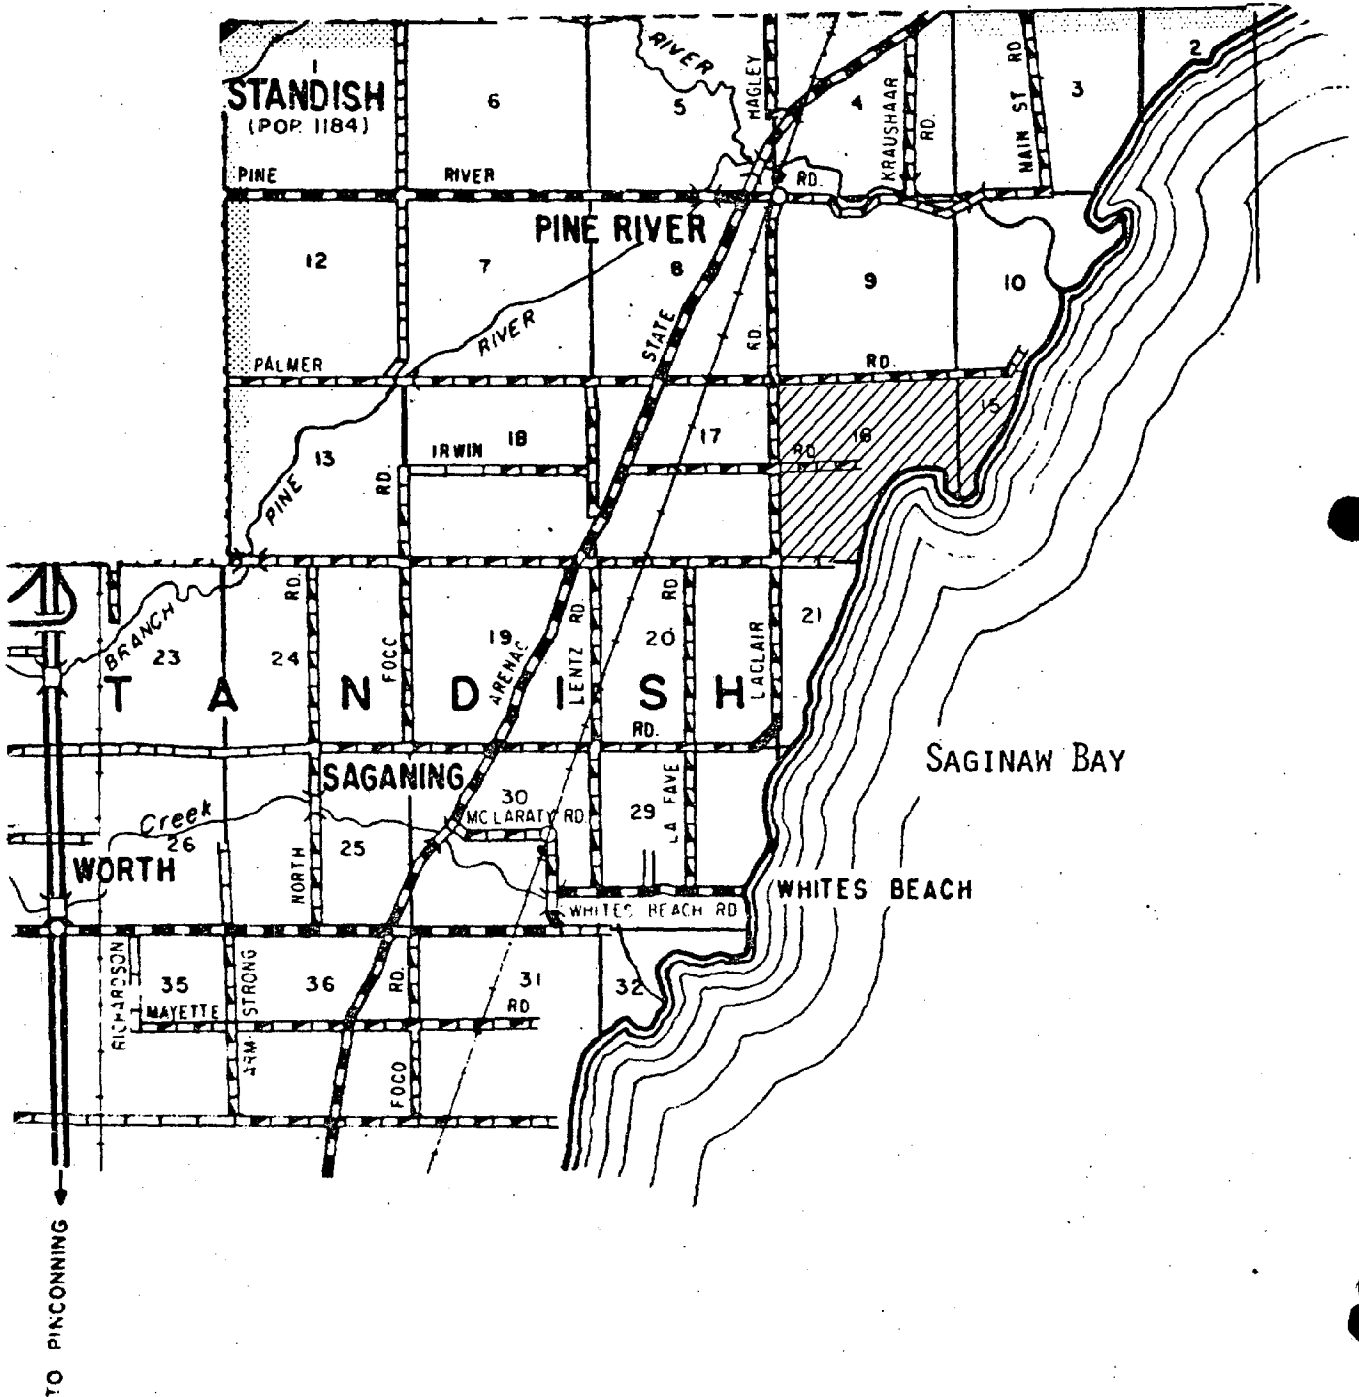 RIVER
HAGLEY
RD.
2
1
STANDISH
(POP. 1184)
6
5
4
KRAUSHAAR
RD.
MAIN ST
RD
3
PINE
RIVER
RD.
PINE RIVER
12
7
8
9
10
RIVER
STATE
RD.
PALMER
RD.
15
13
IRWIN
18
17
RD
16
RD.
PINE
BRANCH
23
24
RD.
FOCC
19
ARENAC
LENTZ
RD
20
RD
LACLAIR
21
T A N D I S H
RD.
SAGINAW BAY
SAGANING
30
MCLARATY RD.
29
LA FAVE
Creek
26
25
WORTH
NORTH
WHITES BEACH
WHITES BEACH RD
RICHARDSON
35
STRONG
36
RD.
31
32
MAYETTE
RD
ARM
FOCO
TO PINCONNING